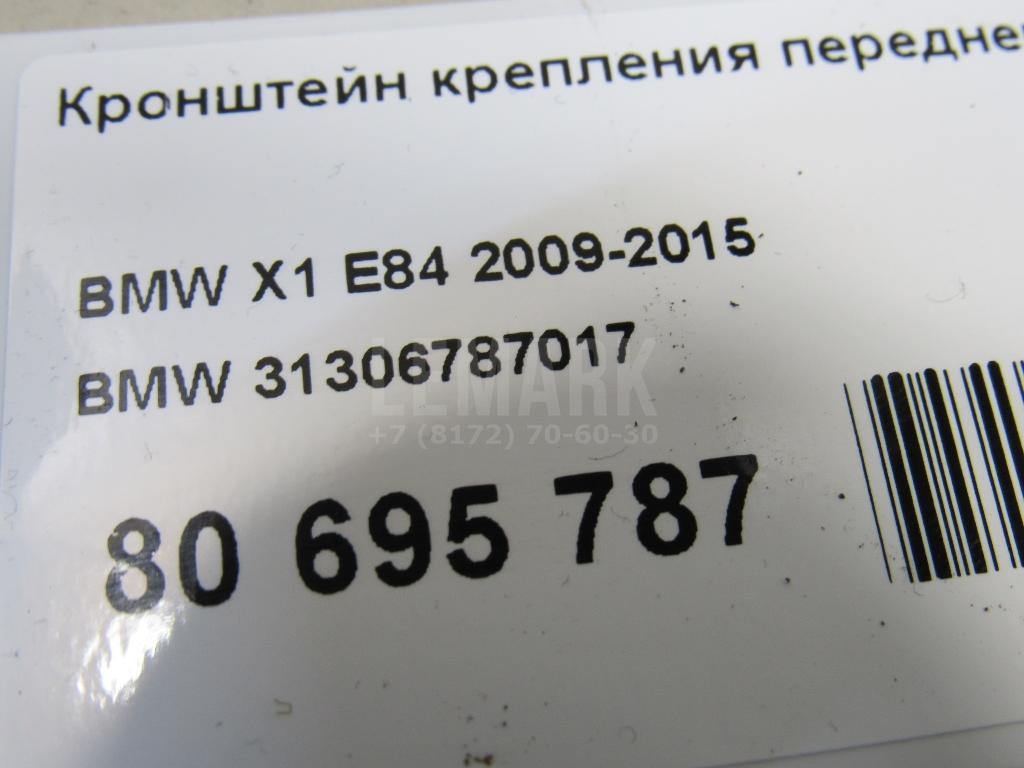 Кронштейн крепления передне
BMW X1 E84 2009-2015
BMW 31306787017
LEMARK
+7 (8172) 70-60-30
80 695 787